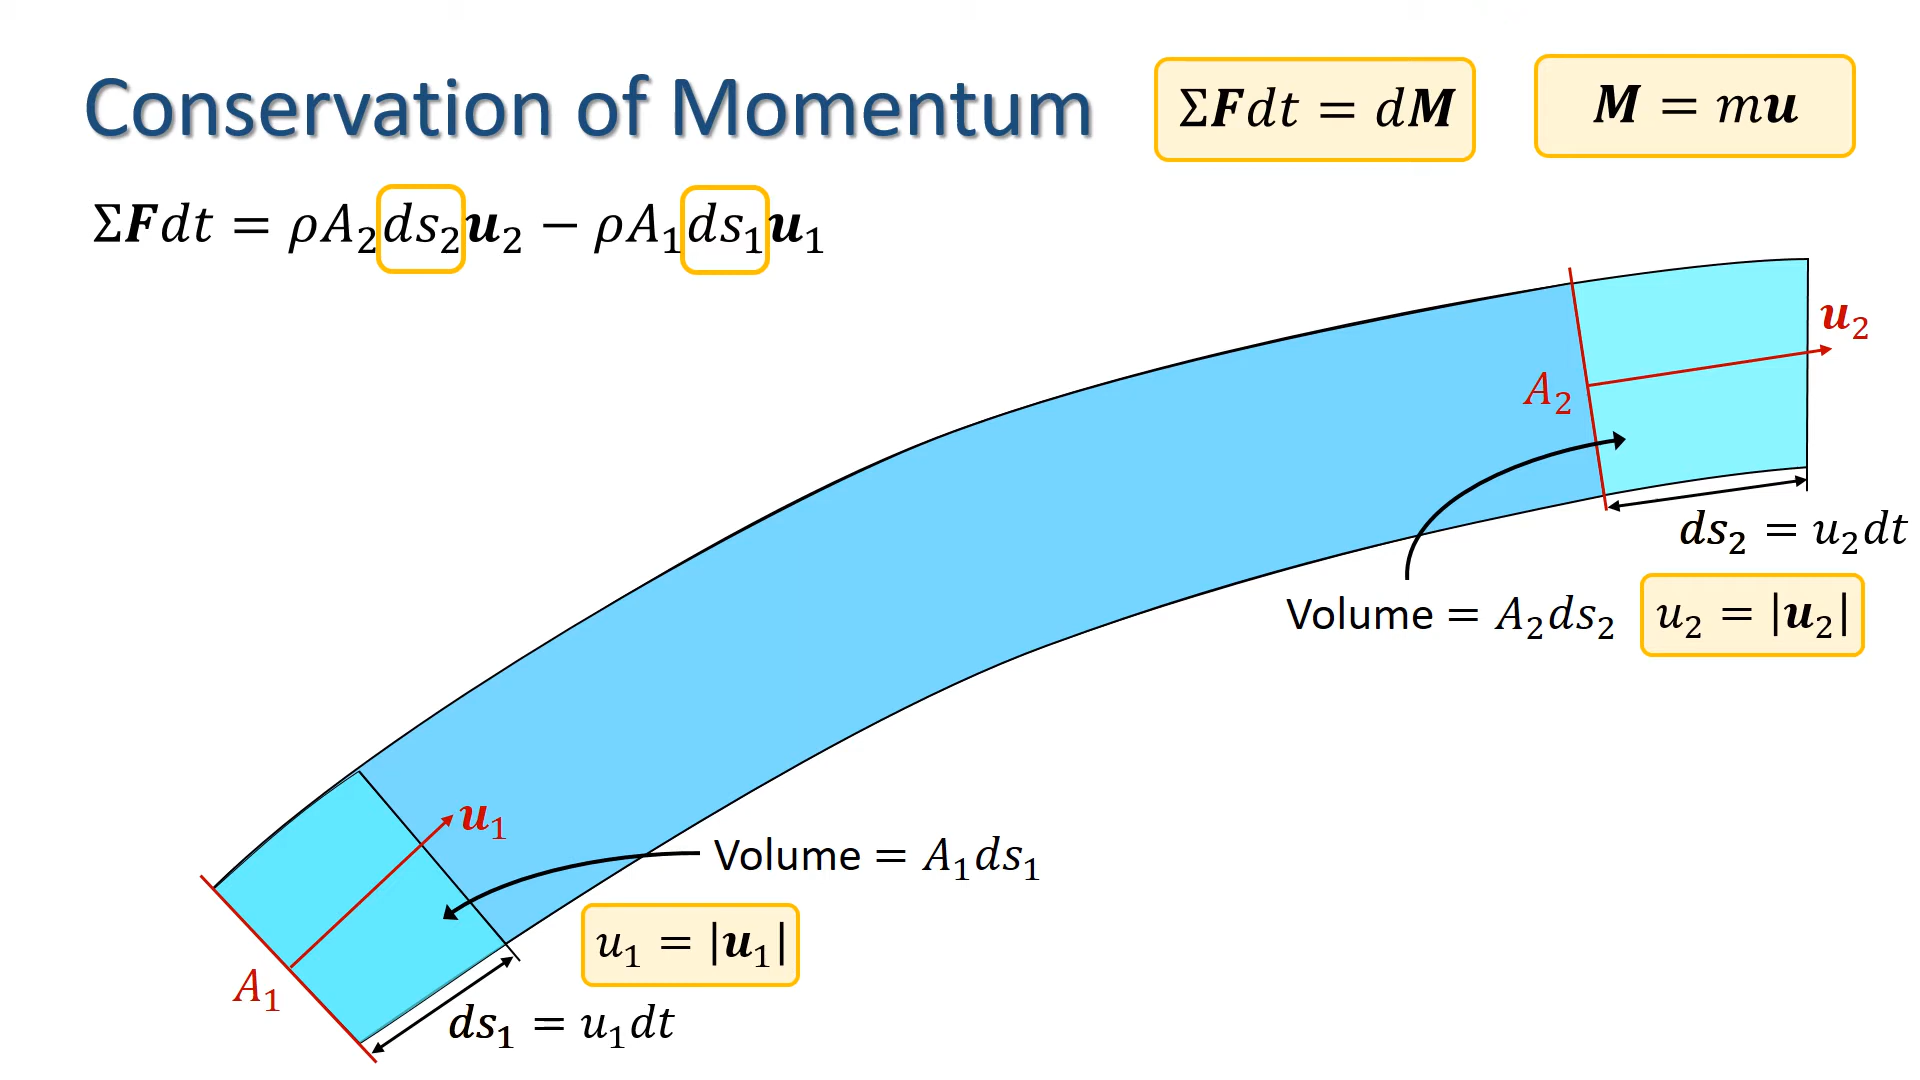 Conservation of Momentum
Σ𝑭𝑑𝑡 = 𝑑𝑴
𝑴 = 𝑚𝒖
Σ𝑭𝑑𝑡 = 𝜌𝐴₂𝑑𝑠₂𝒖₂ − 𝜌𝐴₁𝑑𝑠₁𝒖₁
𝒖₂
𝐴₂
𝑑𝑠₂ = 𝑢₂𝑑𝑡
Volume = 𝐴₂𝑑𝑠₂
𝑢₂ = |𝒖₂|
𝒖₁
Volume = 𝐴₁𝑑𝑠₁
𝑢₁ = |𝒖₁|
𝐴₁
𝑑𝑠₁ = 𝑢₁𝑑𝑡